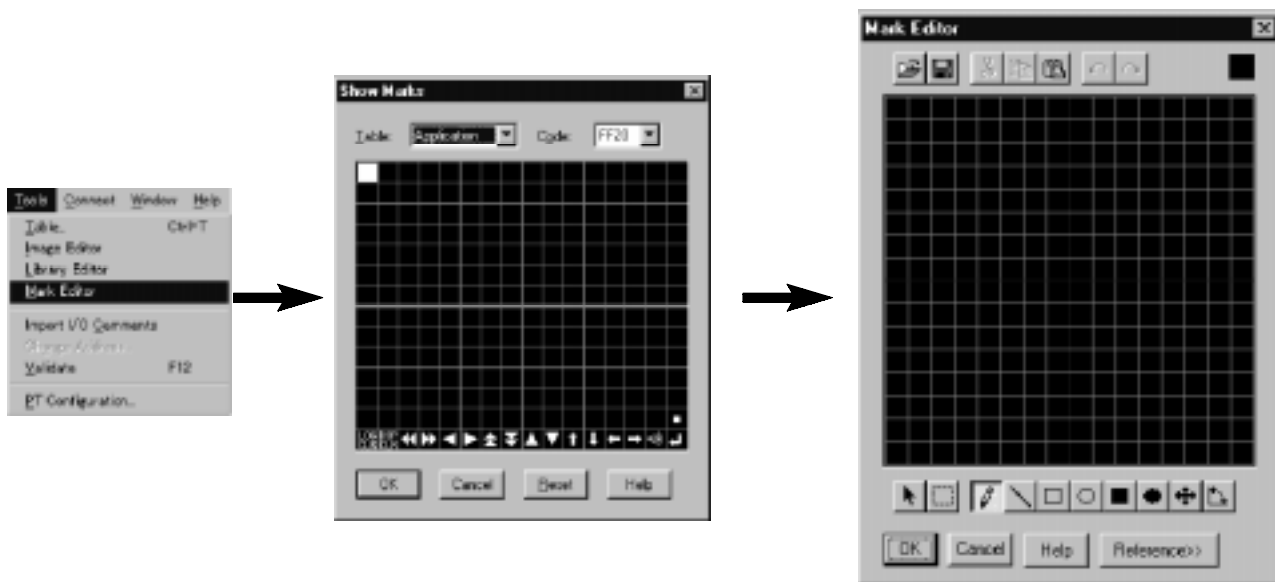 Tools Connect Window Help
Table... Ctrl+T
Image Editor
Library Editor
Mark Editor
Import I/O Comments
Validate F12
PT Configuration...
Show Marks
Table: Application Code: FF20
OK Cancel Reset Help
Mark Editor
OK Cancel Help Reference>>